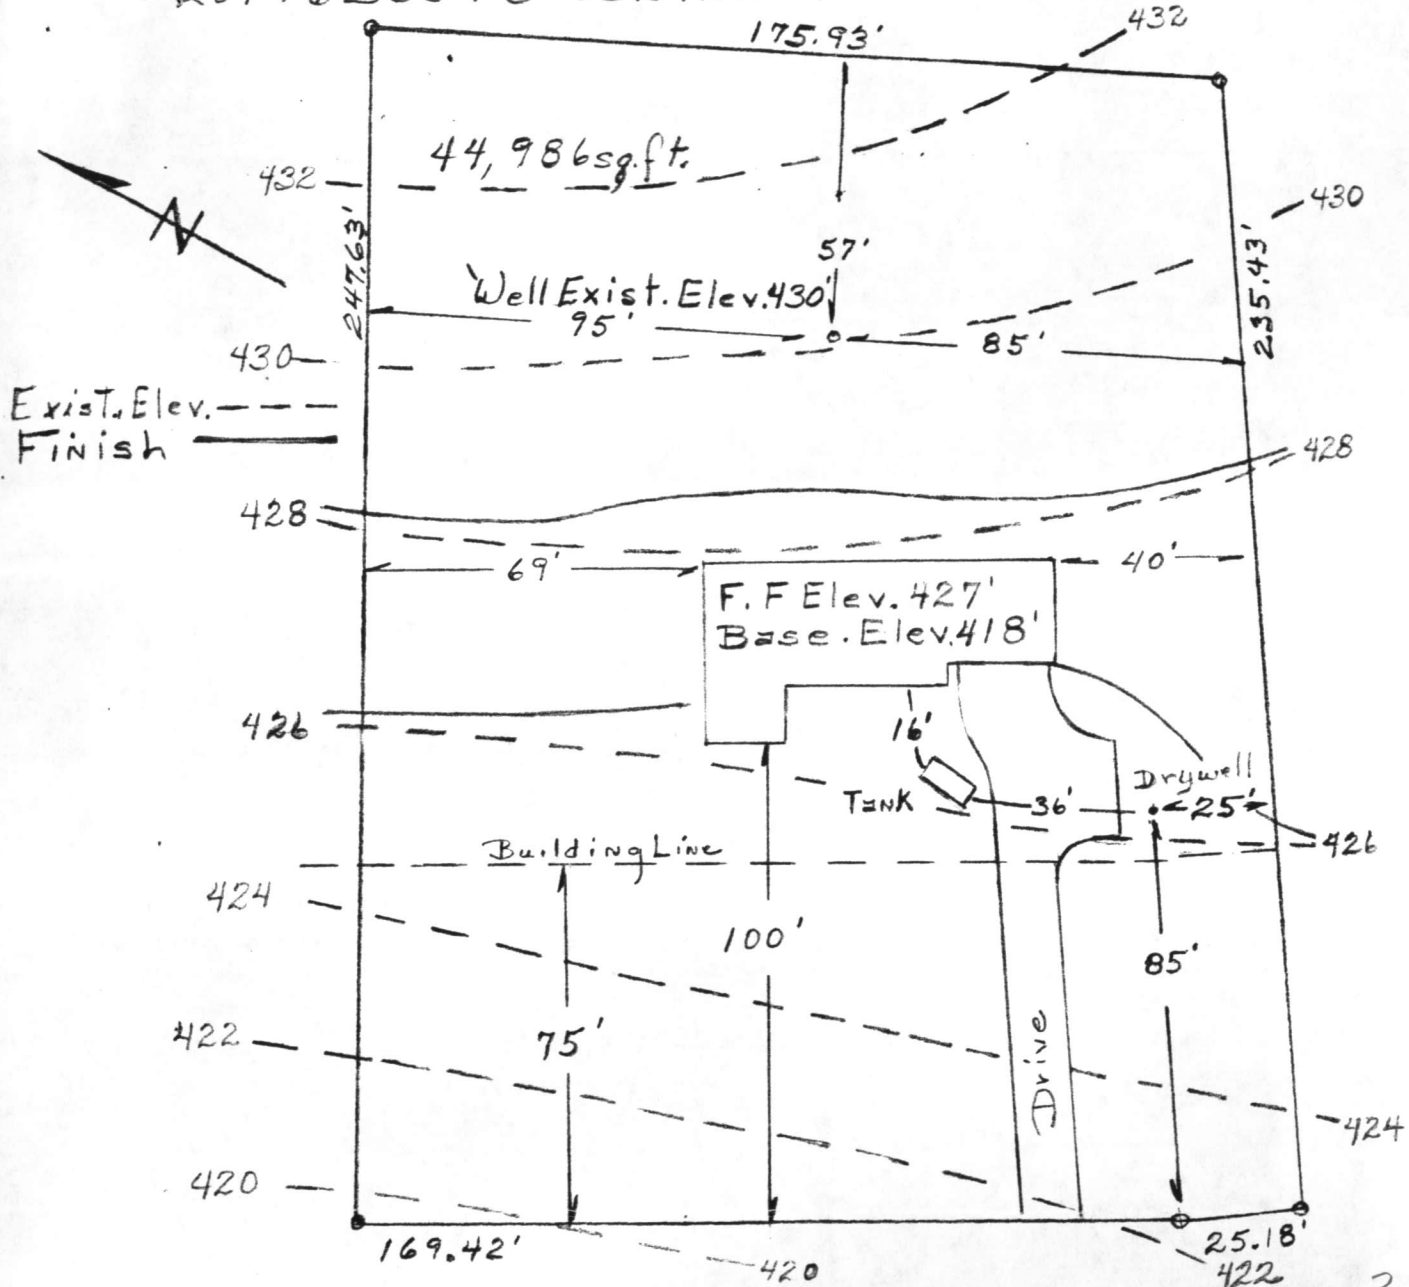 175.93'
432
44,986 sq.ft.
432
N
430
247.63'
57'
235.43'
Well Exist. Elev. 430'
95'
85'
430
Exist. Elev.
Finish
428
428
69'
40'
F. F Elev. 427'
Base. Elev. 418'
426
16'
Drywell
Tank
36'
25'
426
Building Line
424
100'
85'
75'
422
Drive
424
420
169.42'
25.18'
420
422